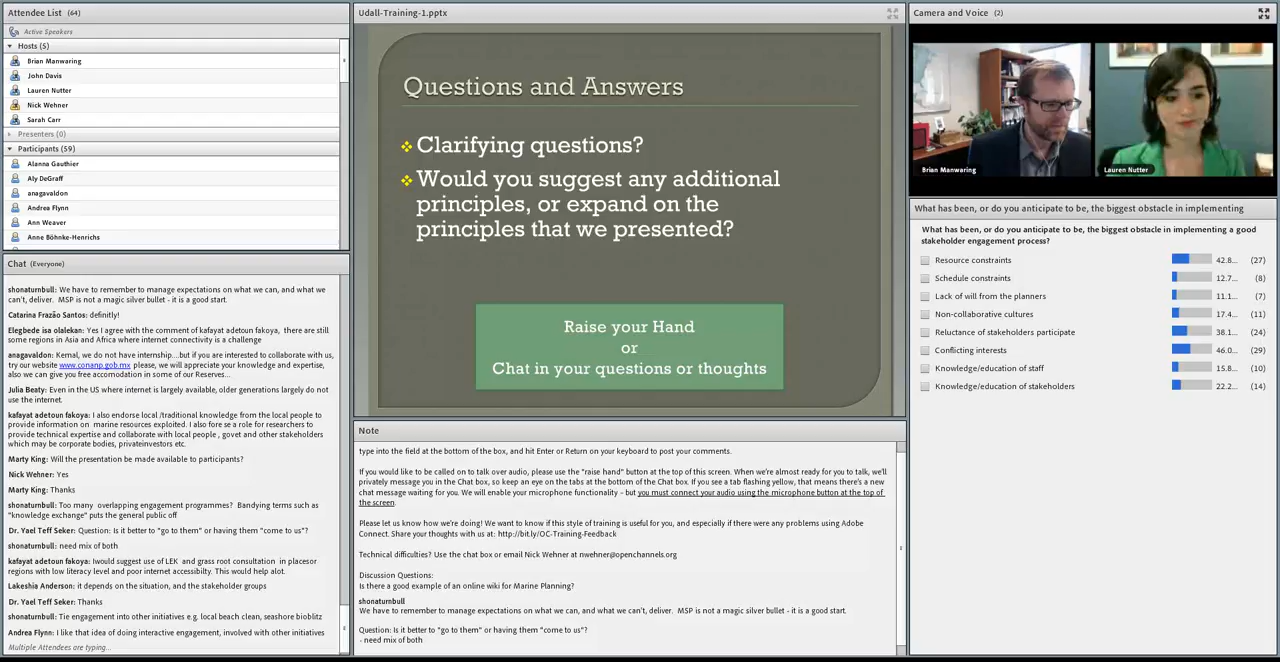 Attendee List (64)
Active Speakers
Hosts (5)
Brian Manwaring
John Davis
Lauren Nutter
Nick Wehner
Sarah Carr
Presenters (0)
Participants (59)
Alanna Gauthier
Aly DeGraff
anagavaldon
Andrea Flynn
Ann Weaver
Anne Böhnke-Henrichs
Chat (Everyone)
shonaturnbull: We have to remember to manage expectations on what we can, and what we
can't, deliver. MSP is not a magic silver bullet - it is a good start.
Catarina Frazão Santos: definitly!
Elegbede isa olalekan: Yes I agree with the comment of kafayat adetoun fakoya, there are still
some regions in Asia and Africa where internet connectivity is a challenge
anagavaldon: Kemal, we do not have internship....but if you are interested to collaborate with us,
try our website www.conanp.gob.mx please, we will appreciate your knowledge and expertise,
also we can give you free accomodation in some of our Reserves...
Julia Beaty: Even in the US where internet is largely available, older generations largely do not
use the internet.
kafayat adetoun fakoya: I also endorse local /traditional knowledge from the local people to
provide information on marine resources exploited. I also fore se a role for researchers to
provide technical expertise and collaborate with local people , govet and other stakeholders
which may be corporate bodies, privateinvestors etc.
Marty King: Will the presentation be made available to participants?
Nick Wehner: Yes
Marty King: Thanks
shonaturnbull: Too many overlapping engagement programmes? Bandying terms such as
"knowledge exchange" puts the general public off
Dr. Yael Teff Seker: Question: Is it better to "go to them" or having them "come to us"?
shonaturnbull: need mix of both
kafayat adetoun fakoya: Iwould suggest use of LEK and grass root consultation in placesor
regions with low literacy level and poor internet accessibilty. This would help alot.
Lakeshia Anderson: it depends on the situation, and the stakeholder groups
Dr. Yael Teff Seker: Thanks
shonaturnbull: Tie engagement into other initiatives e.g. local beach clean, seashore bioblitz
Andrea Flynn: I like that idea of doing interactive engagement, involved with other initiatives
Multiple Attendees are typing...
Udall-Training-1.pptx
Questions and Answers
Clarifying questions?
Would you suggest any additional
principles, or expand on the
principles that we presented?
Raise your Hand
or
Chat in your questions or thoughts
Note
type into the field at the bottom of the box, and hit Enter or Return on your keyboard to post your comments.
If you would like to be called on to talk over audio, please use the "raise hand" button at the top of this screen. When we're almost ready for you to talk, we'll
privately message you in the Chat box, so keep an eye on the tabs at the bottom of the Chat box. If you see a tab flashing yellow, that means there's a new
chat message waiting for you. We will enable your microphone functionality - but you must connect your audio using the microphone button at the top of
the screen.
Please let us know how we're doing! We want to know if this style of training is useful for you, and especially if there were any problems using Adobe
Connect. Share your thoughts with us at: http://bit.ly/OC-Training-Feedback
Technical difficulties? Use the chat box or email Nick Wehner at nwehner@openchannels.org
Discussion Questions:
Is there a good example of an online wiki for Marine Planning?
shonaturnbull
We have to remember to manage expectations on what we can, and what we can't, deliver. MSP is not a magic silver bullet - it is a good start.
Question: Is it better to "go to them" or having them "come to us"?
- need mix of both
Camera and Voice (2)
Brian Manwaring
Lauren Nutter
What has been, or do you anticipate to be, the biggest obstacle in implementing
What has been, or do you anticipate to be, the biggest obstacle in implementing a good
stakeholder engagement process?
Resource constraints 42.8... (27)
Schedule constraints 12.7... (8)
Lack of will from the planners 11.1... (7)
Non-collaborative cultures 17.4... (11)
Reluctance of stakeholders participate 38.1... (24)
Conflicting interests 46.0... (29)
Knowledge/education of staff 15.8... (10)
Knowledge/education of stakeholders 22.2... (14)